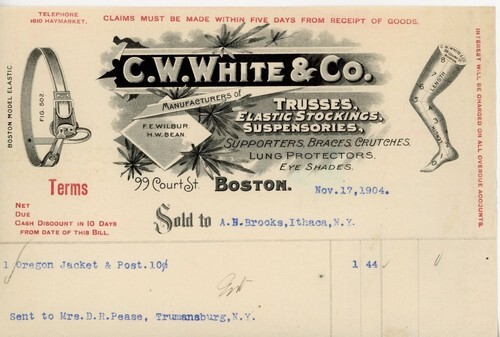 TELEPHONE
1610 HAYMARKET.
CLAIMS MUST BE MADE WITHIN FIVE DAYS FROM RECEIPT OF GOODS.
C.W. WHITE & CO.
MANUFACTURERS of
F.E. WILBUR.
H.W. BEAN.
TRUSSES,
ELASTIC STOCKINGS,
SUSPENSORIES,
SUPPORTERS, BRACES, CRUTCHES.
LUNG PROTECTORS,
EYE SHADES.
99 COURT ST. BOSTON.
BOSTON MODEL ELASTIC.
FIG. 502.
LENGTH
8
7
6
INTEREST WILL BE CHARGED ON ALL OVERDUE ACCOUNTS.
Terms
NET
DUE
CASH DISCOUNT IN 10 DAYS
FROM DATE OF THIS BILL.
Nov. 17, 1904.
Sold to A.B. Brooks, Ithaca, N.Y.
1 Oregon Jacket & Post. 10¢ 1 44
Sent to Mrs. D.R. Pease, Trumansburg, N.Y.